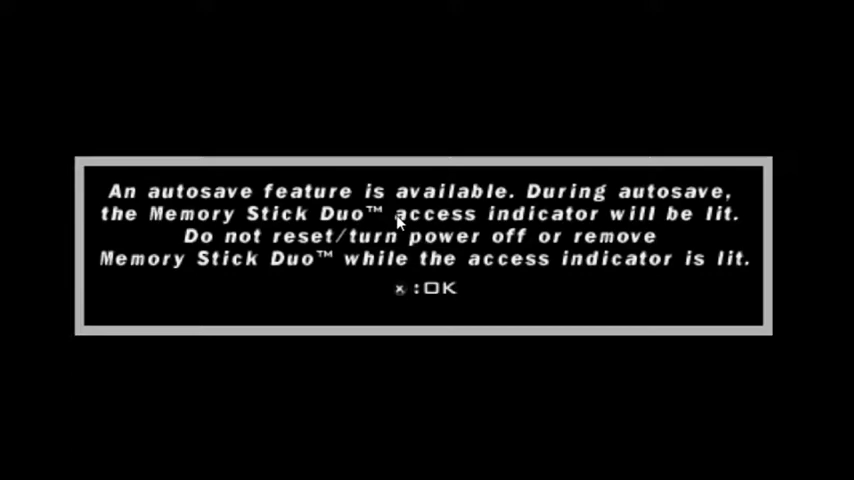 An autosave feature is available. During autosave,
the Memory Stick Duo™ access indicator will be lit.
Do not reset/turn power off or remove
Memory Stick Duo™ while the access indicator is lit.
× :OK